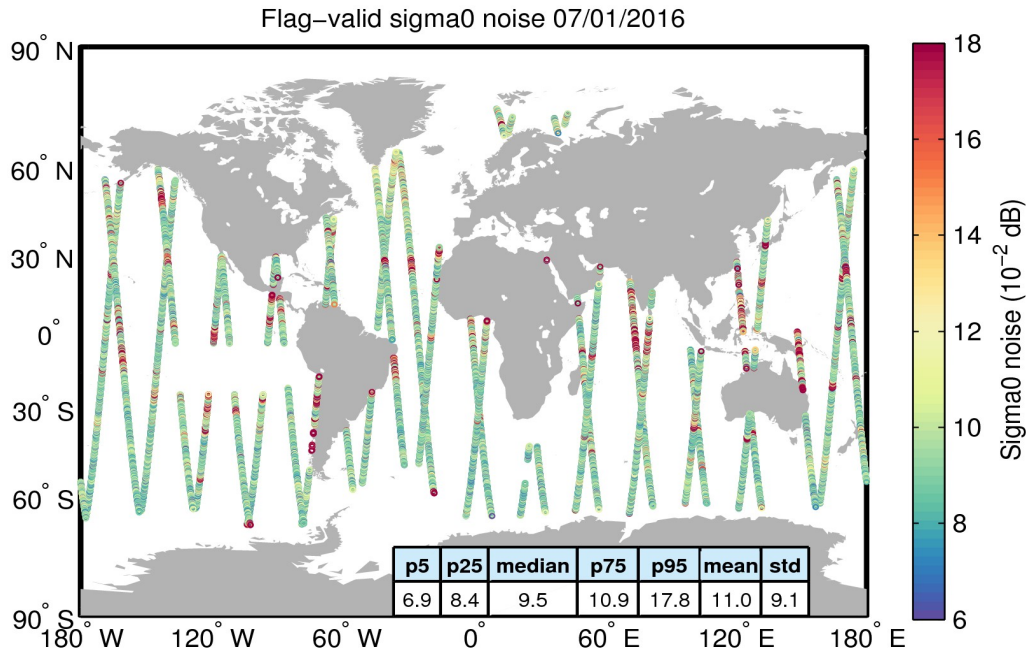 Flag−valid sigma0 noise 07/01/2016
90° N
60° N
30° N
0°
30° S
60° S
90° S
180° W
120° W
60° W
0°
60° E
120° E
180° E
p5 p25 median p75 p95 mean std
6.9 8.4 9.5 10.9 17.8 11.0 9.1
18
16
14
12
10
8
6
Sigma0 noise (10⁻² dB)